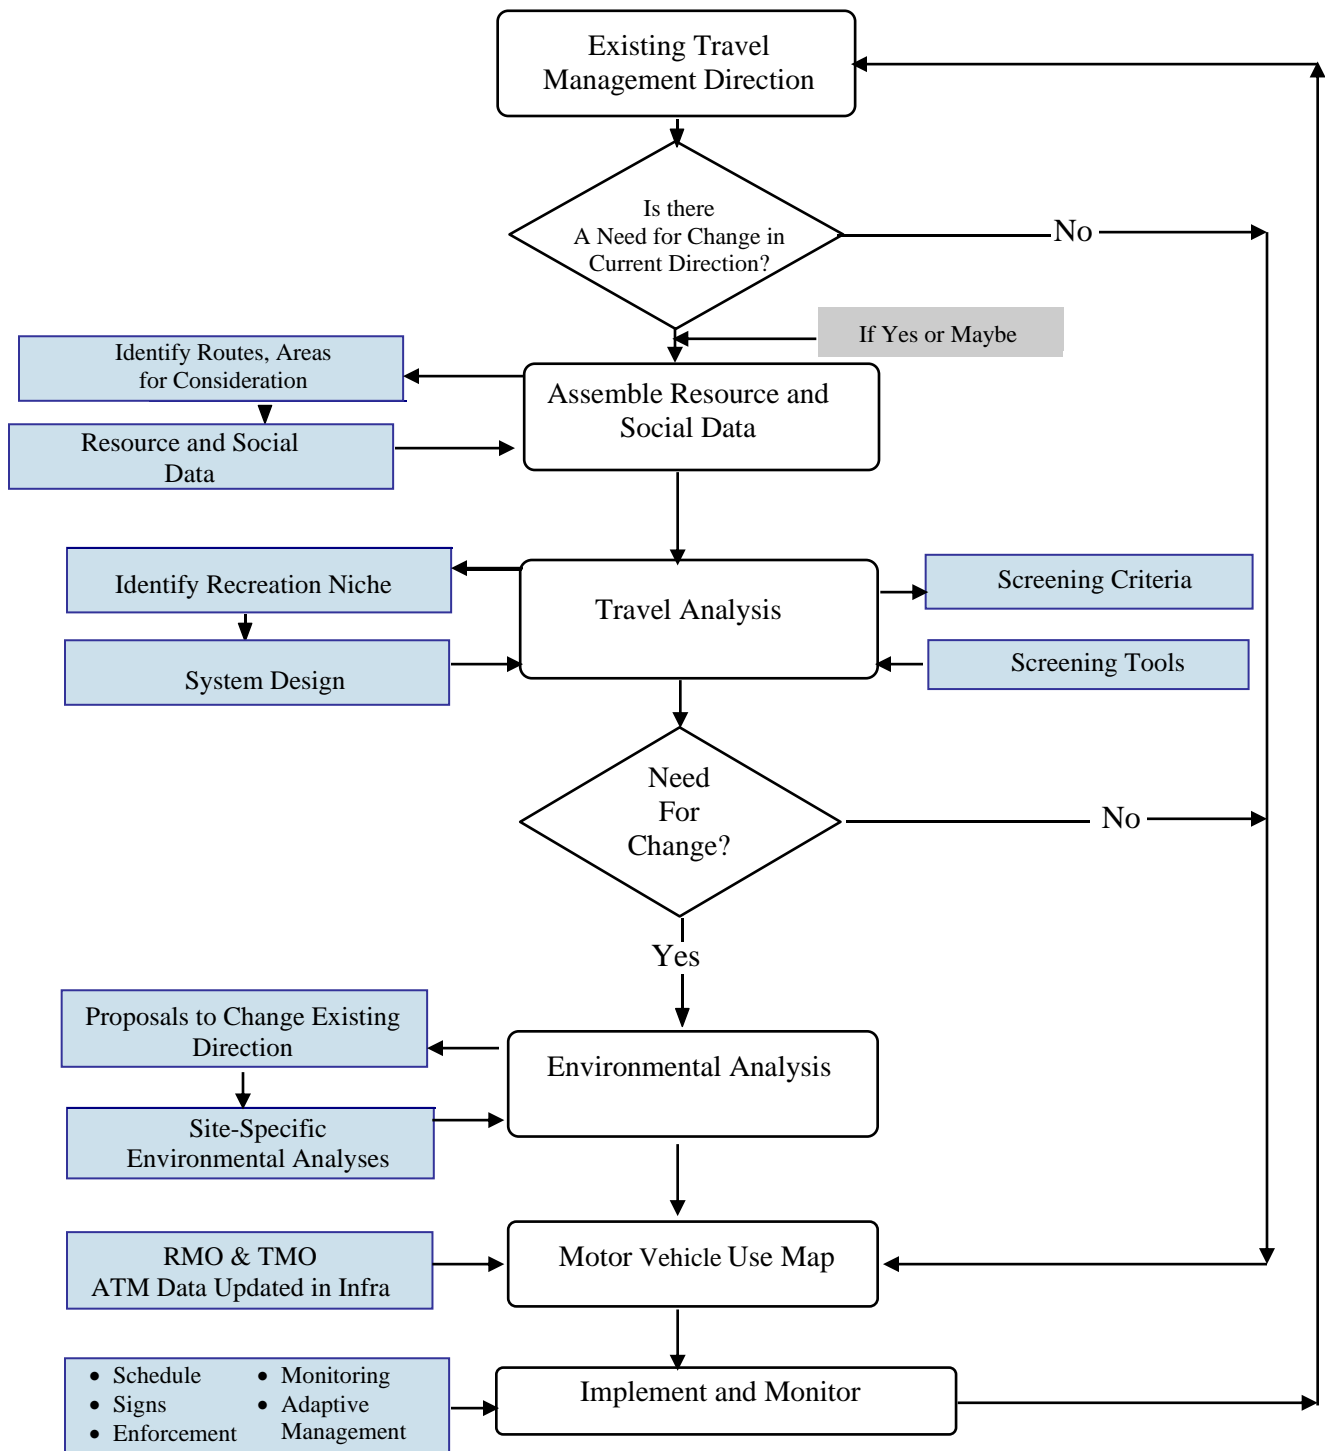 Existing Travel
Management Direction
Is there
A Need for Change in
Current Direction?
No
If Yes or Maybe
Identify Routes, Areas
for Consideration
Assemble Resource and
Social Data
Resource and Social
Data
Identify Recreation Niche
Travel Analysis
Screening Criteria
System Design
Screening Tools
Need
For
Change?
No
Yes
Proposals to Change Existing
Direction
Environmental Analysis
Site-Specific
Environmental Analyses
RMO & TMO
ATM Data Updated in Infra
Motor Vehicle Use Map
• Schedule
• Signs
• Enforcement
• Monitoring
• Adaptive
Management
Implement and Monitor